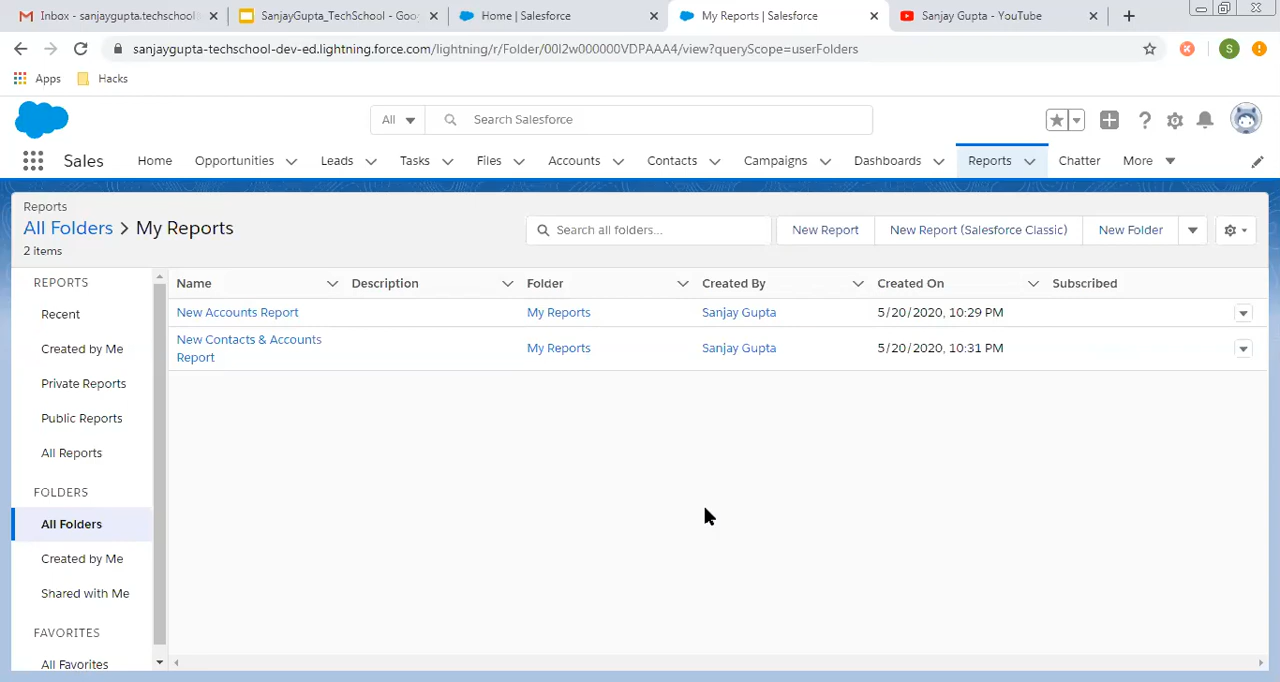 Inbox - sanjaygupta.techschool
SanjayGupta_TechSchool - Goo
Home | Salesforce
My Reports | Salesforce
Sanjay Gupta - YouTube
sanjaygupta-techschool-dev-ed.lightning.force.com/lightning/r/Folder/00l2w000000VDPAAA4/view?queryScope=userFolders
S
Apps
Hacks
All
Search Salesforce
Sales
Home
Opportunities
Leads
Tasks
Files
Accounts
Contacts
Campaigns
Dashboards
Reports
Chatter
More
Reports
All Folders > My Reports
2 items
Search all folders...
New Report
New Report (Salesforce Classic)
New Folder
REPORTS
Recent
Created by Me
Private Reports
Public Reports
All Reports
FOLDERS
All Folders
Created by Me
Shared with Me
FAVORITES
All Favorites
Name
Description
Folder
Created By
Created On
Subscribed
New Accounts Report
My Reports
Sanjay Gupta
5/20/2020, 10:29 PM
New Contacts & Accounts
Report
My Reports
Sanjay Gupta
5/20/2020, 10:31 PM